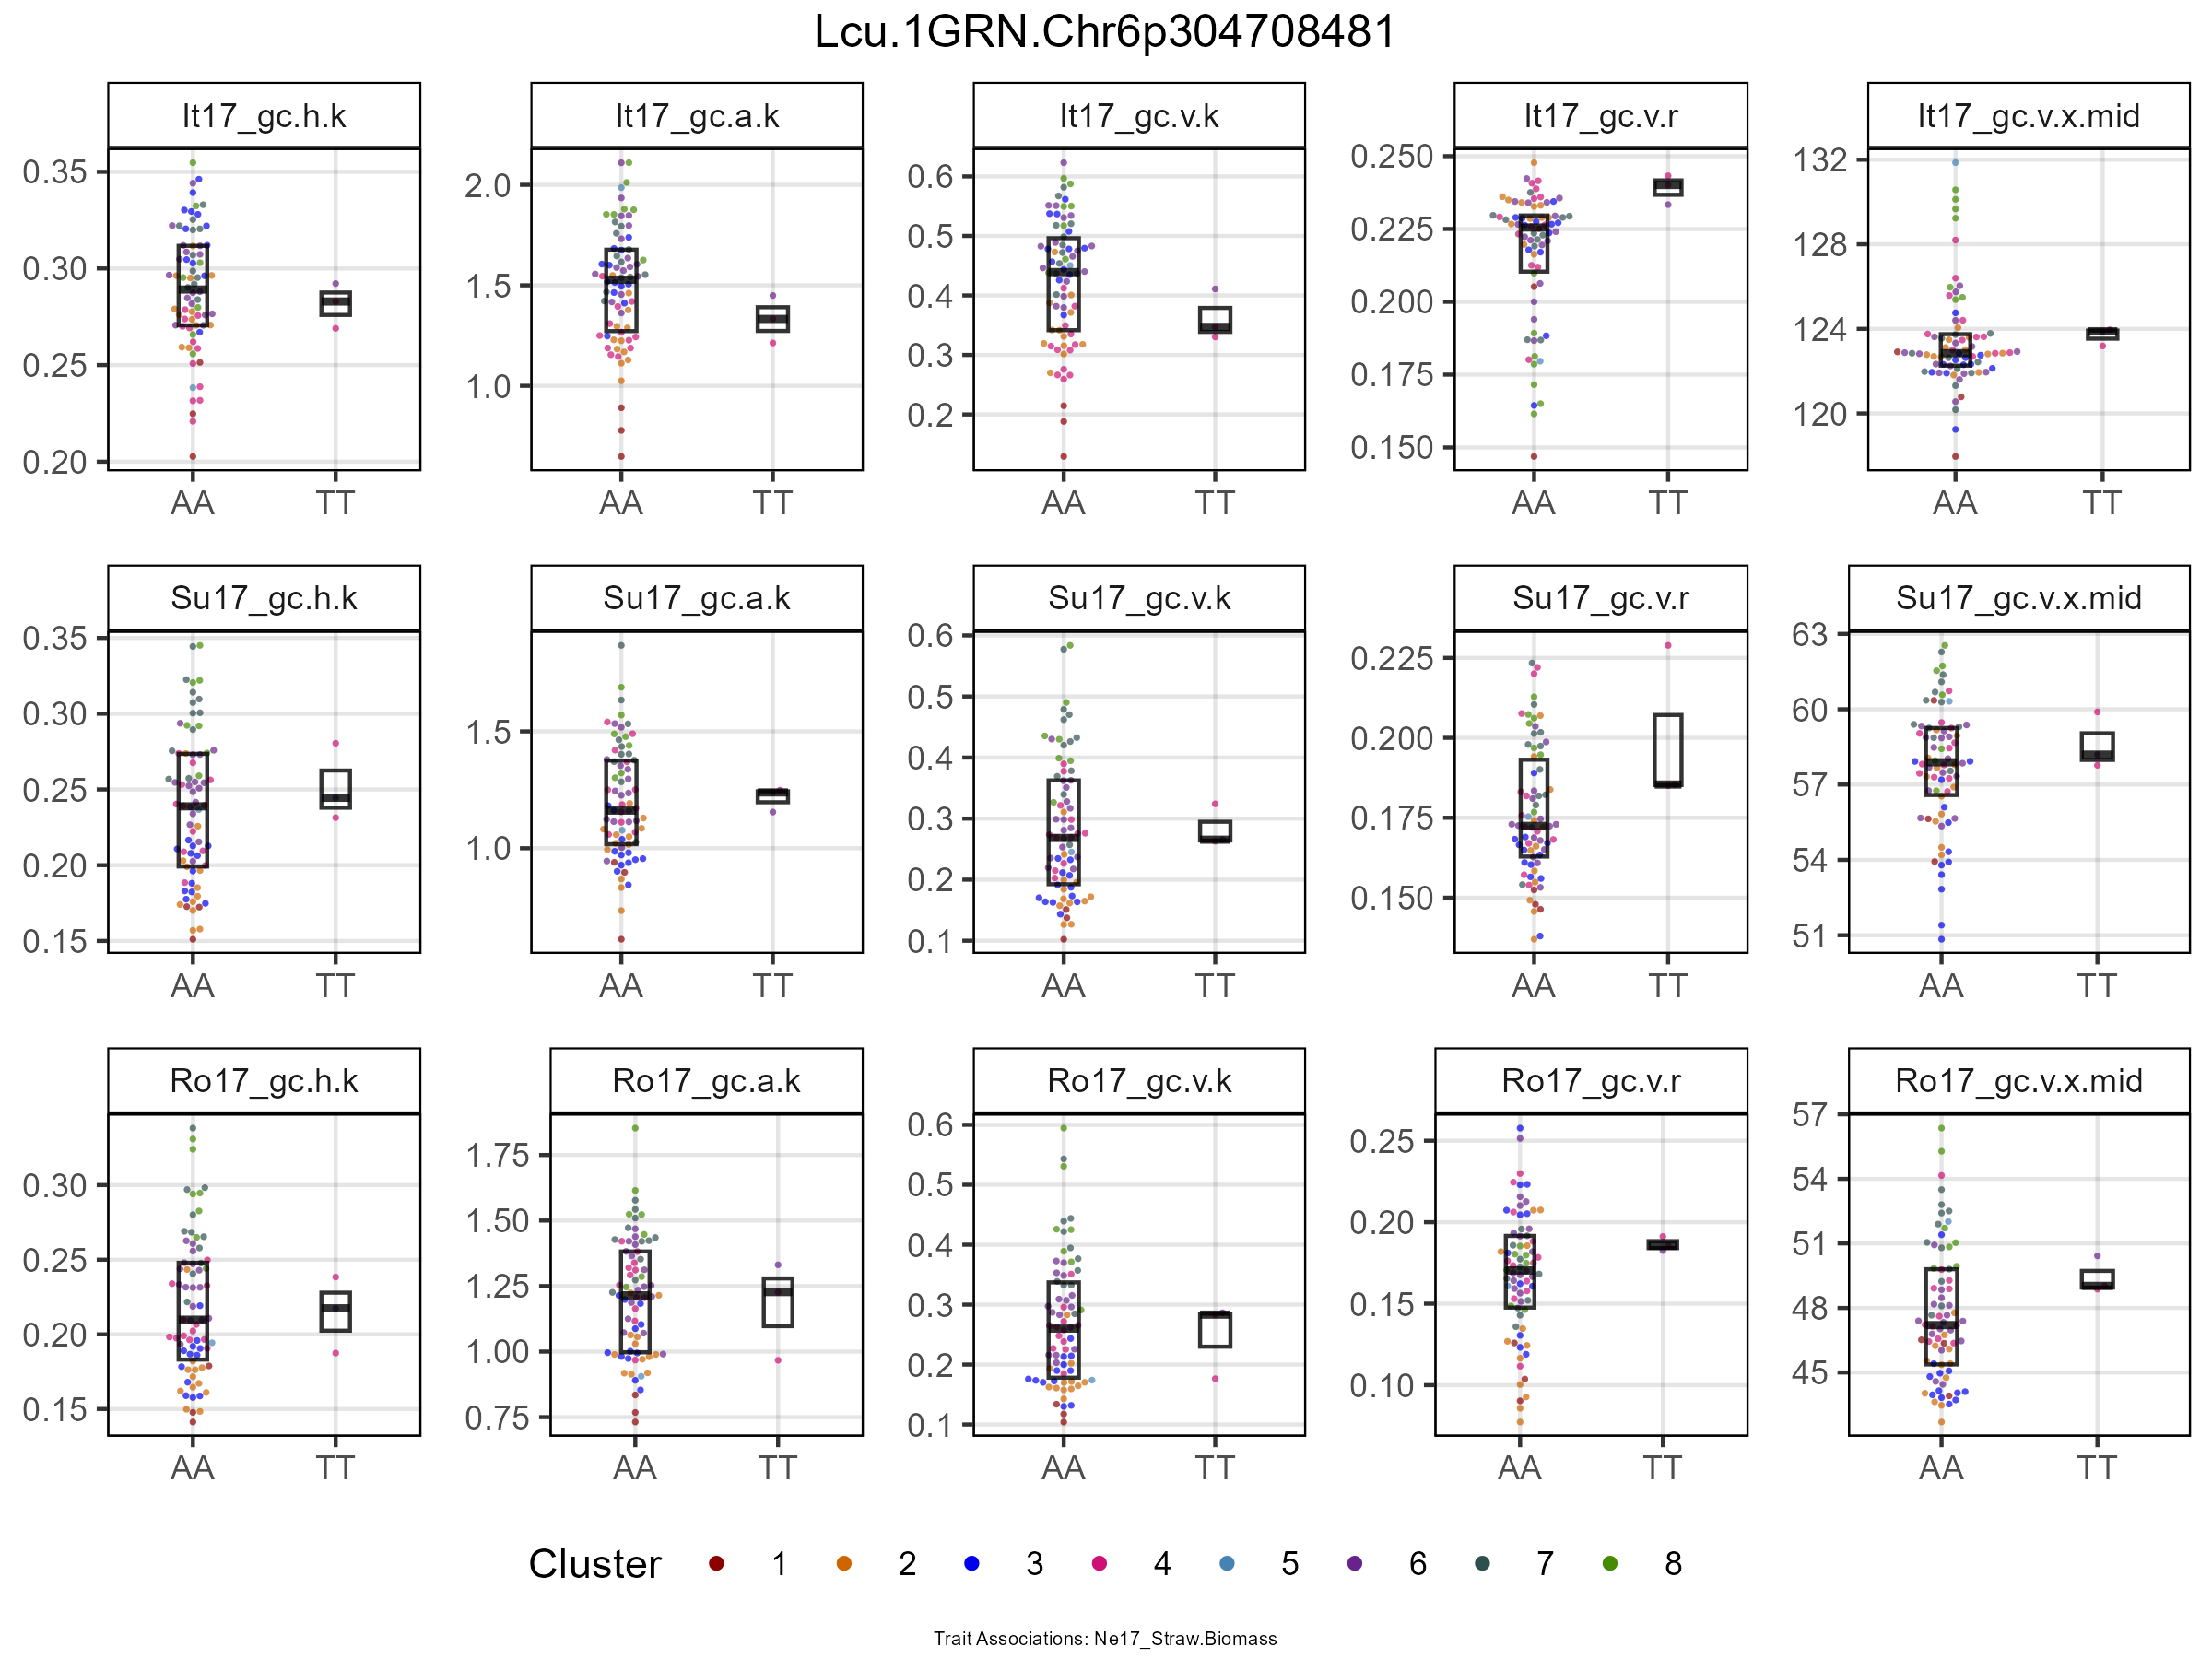 Lcu.1GRN.Chr6p304708481
It17_gc.h.k It17_gc.a.k It17_gc.v.k It17_gc.v.r It17_gc.v.x.mid
0.35 0.30 0.25 0.20
AA TT
2.0 1.5 1.0
AA TT
0.6 0.5 0.4 0.3 0.2
AA TT
0.250 0.225 0.200 0.175 0.150
AA TT
132 128 124 120
AA TT
Su17_gc.h.k Su17_gc.a.k Su17_gc.v.k Su17_gc.v.r Su17_gc.v.x.mid
0.35 0.30 0.25 0.20 0.15
AA TT
1.5 1.0
AA TT
0.6 0.5 0.4 0.3 0.2 0.1
AA TT
0.225 0.200 0.175 0.150
AA TT
63 60 57 54 51
AA TT
Ro17_gc.h.k Ro17_gc.a.k Ro17_gc.v.k Ro17_gc.v.r Ro17_gc.v.x.mid
0.30 0.25 0.20 0.15
AA TT
1.75 1.50 1.25 1.00 0.75
AA TT
0.6 0.5 0.4 0.3 0.2 0.1
AA TT
0.25 0.20 0.15 0.10
AA TT
57 54 51 48 45
AA TT
Cluster 1 2 3 4 5 6 7 8
Trait Associations: Ne17_Straw.Biomass